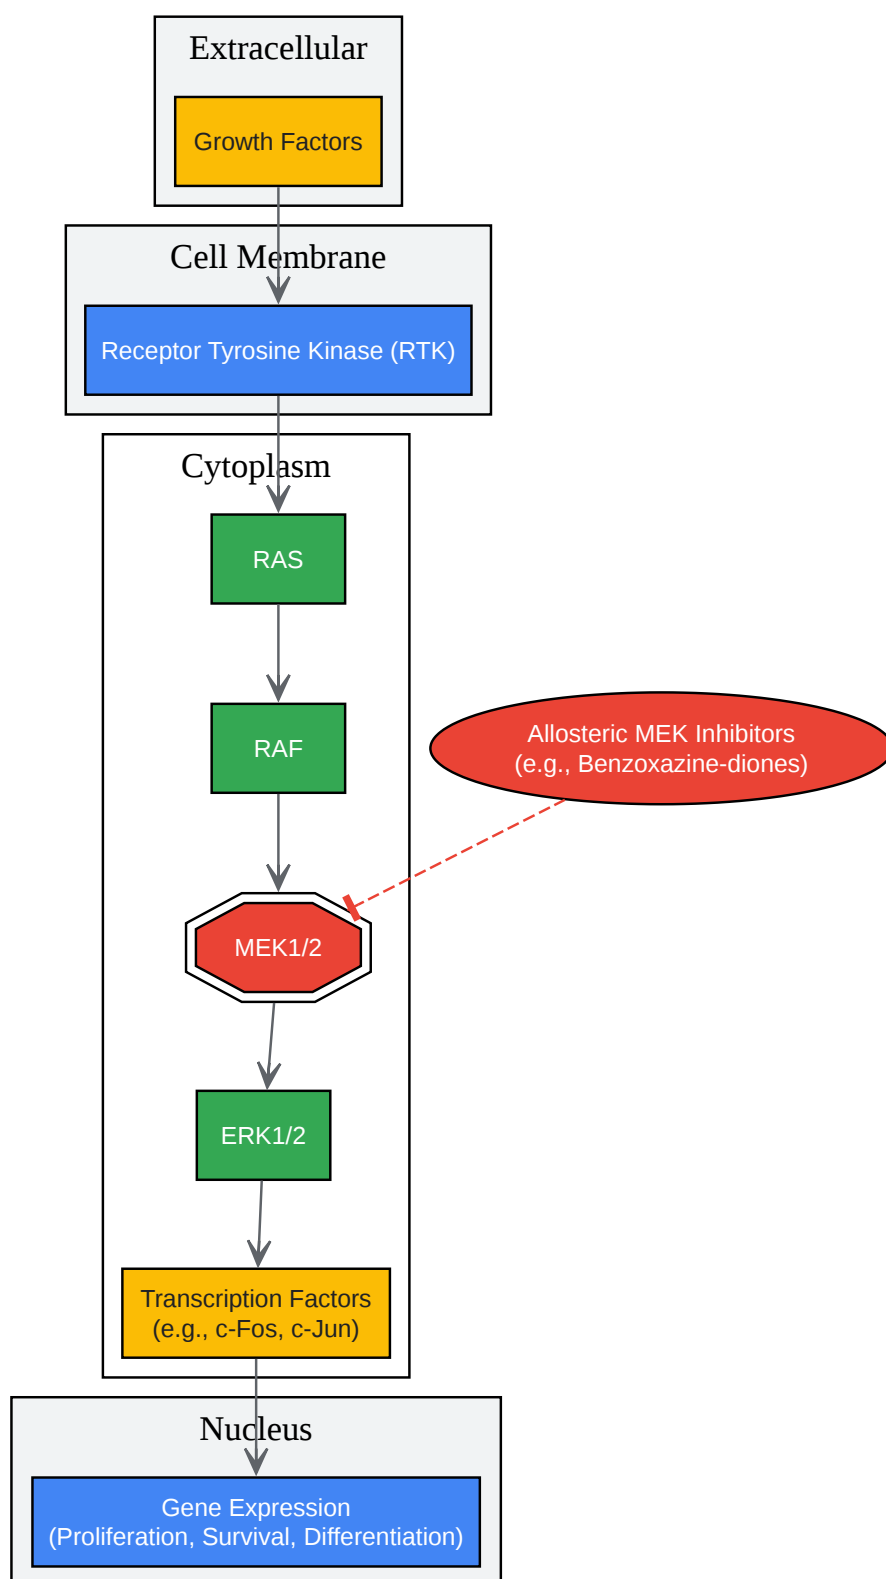 Extracellular
Growth Factors
Cell Membrane
Receptor Tyrosine Kinase (RTK)
Cytoplasm
RAS
RAF
Allosteric MEK Inhibitors
(e.g., Benzoxazine-diones)
MEK1/2
ERK1/2
Transcription Factors
(e.g., c-Fos, c-Jun)
Nucleus
Gene Expression
(Proliferation, Survival, Differentiation)